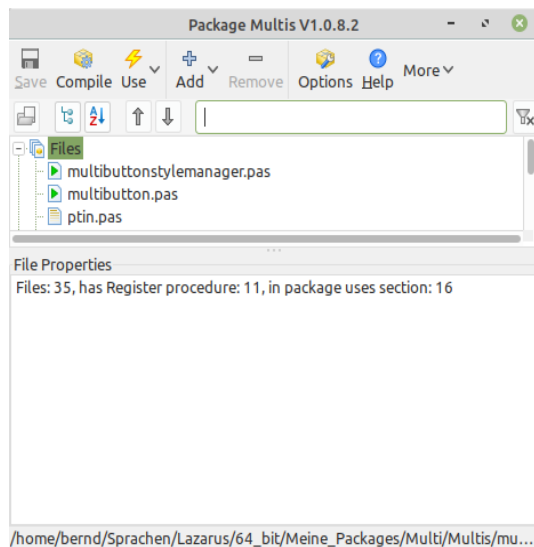 Package Multis V1.0.8.2
Save Compile Use Add Remove Options Help More
Files
multibuttonstylemanager.pas
multibutton.pas
ptin.pas
File Properties
Files: 35, has Register procedure: 11, in package uses section: 16
/home/bernd/Sprachen/Lazarus/64_bit/Meine_Packages/Multi/Multis/mu...